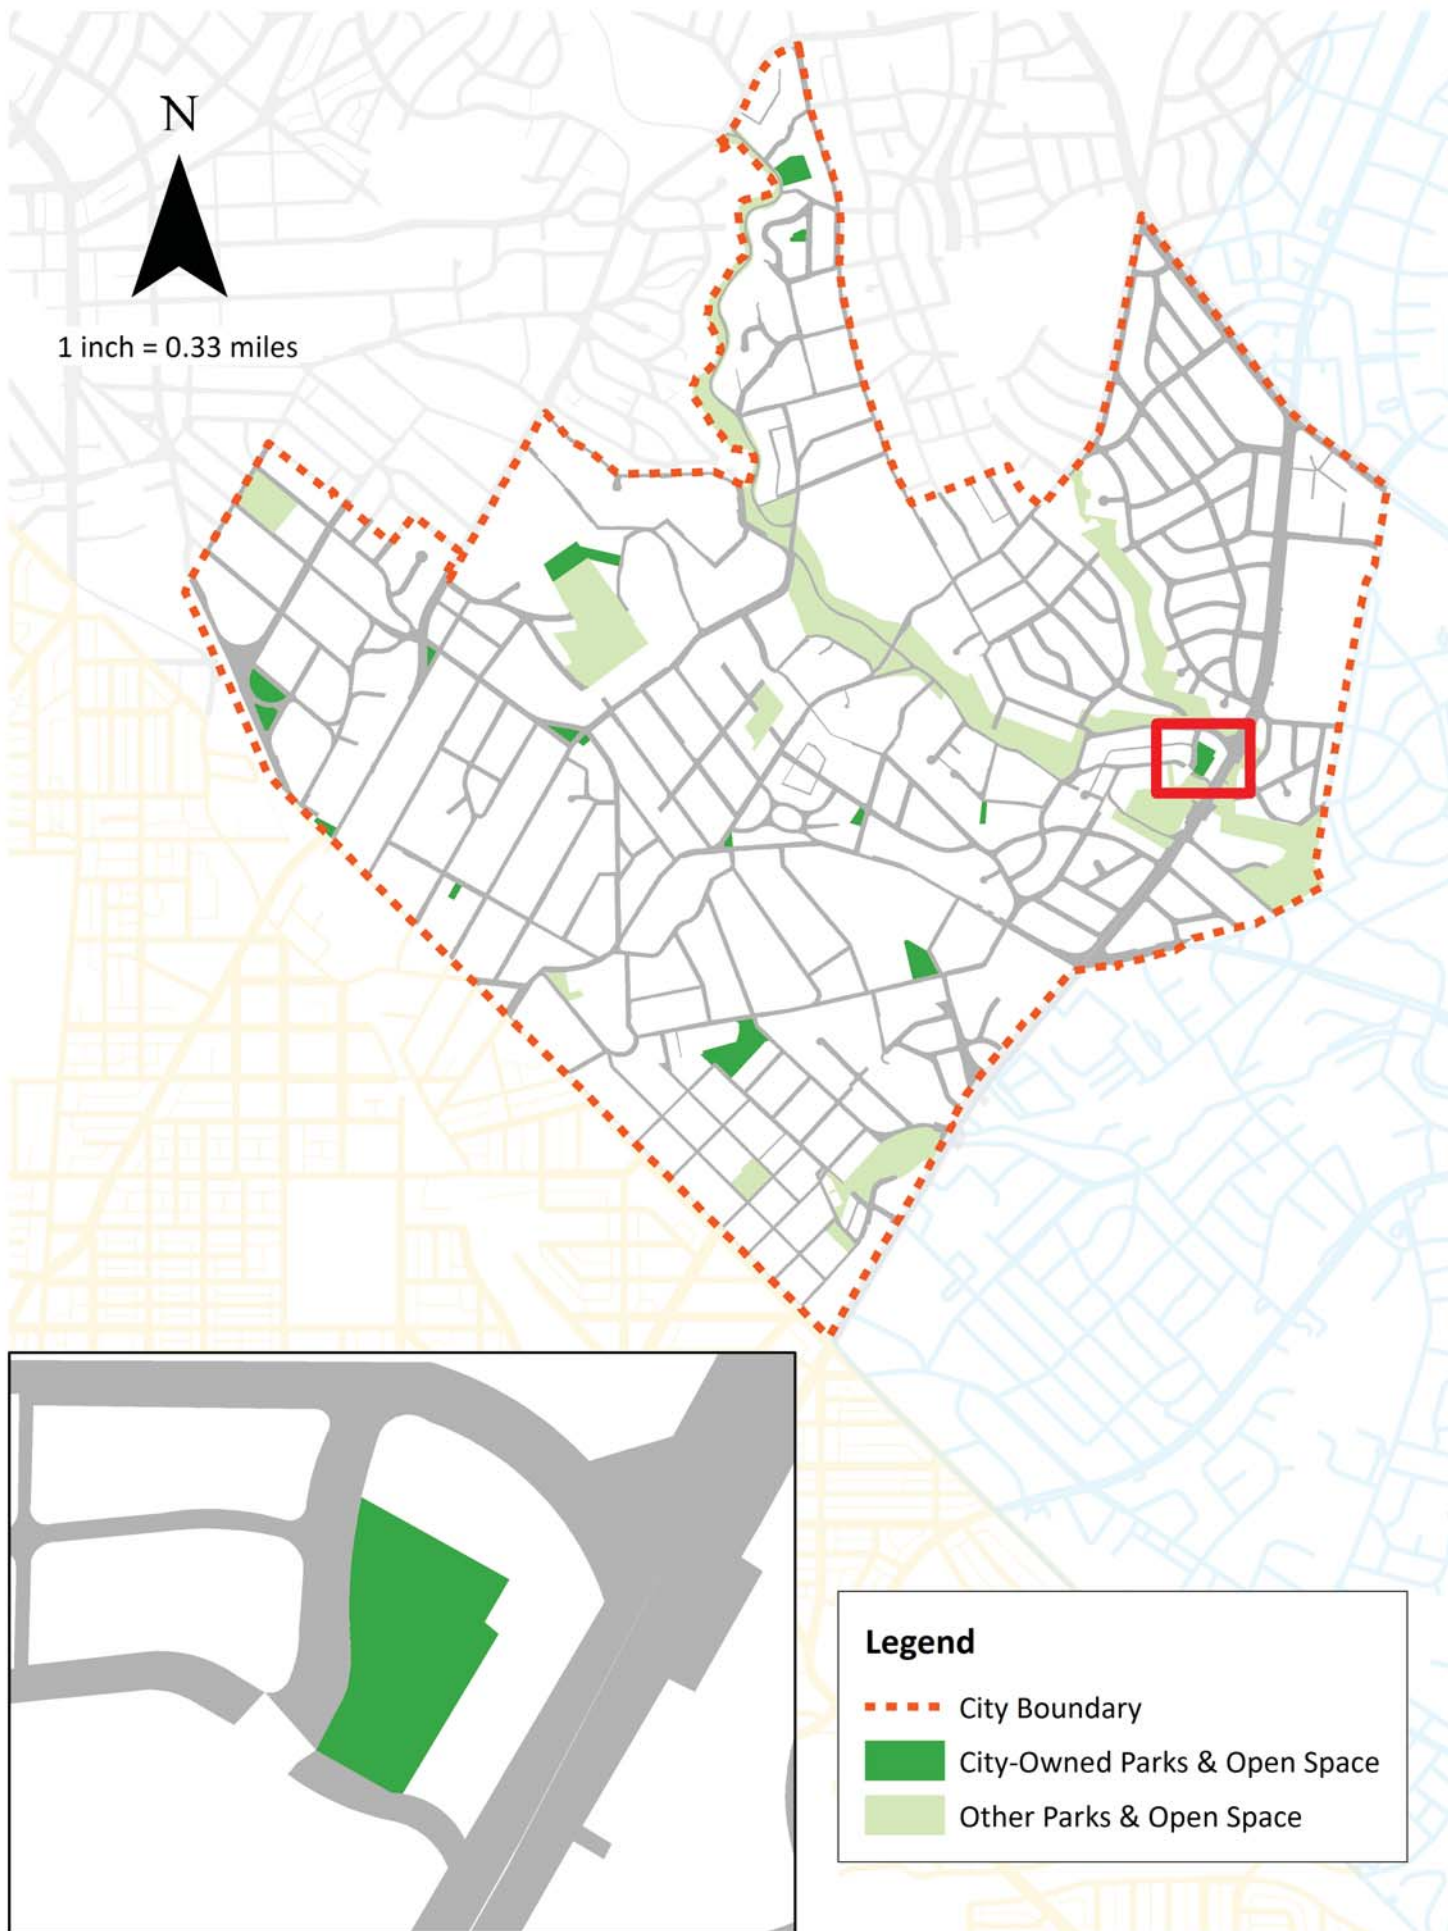 N
1 inch = 0.33 miles
Legend
City Boundary
City-Owned Parks & Open Space
Other Parks & Open Space